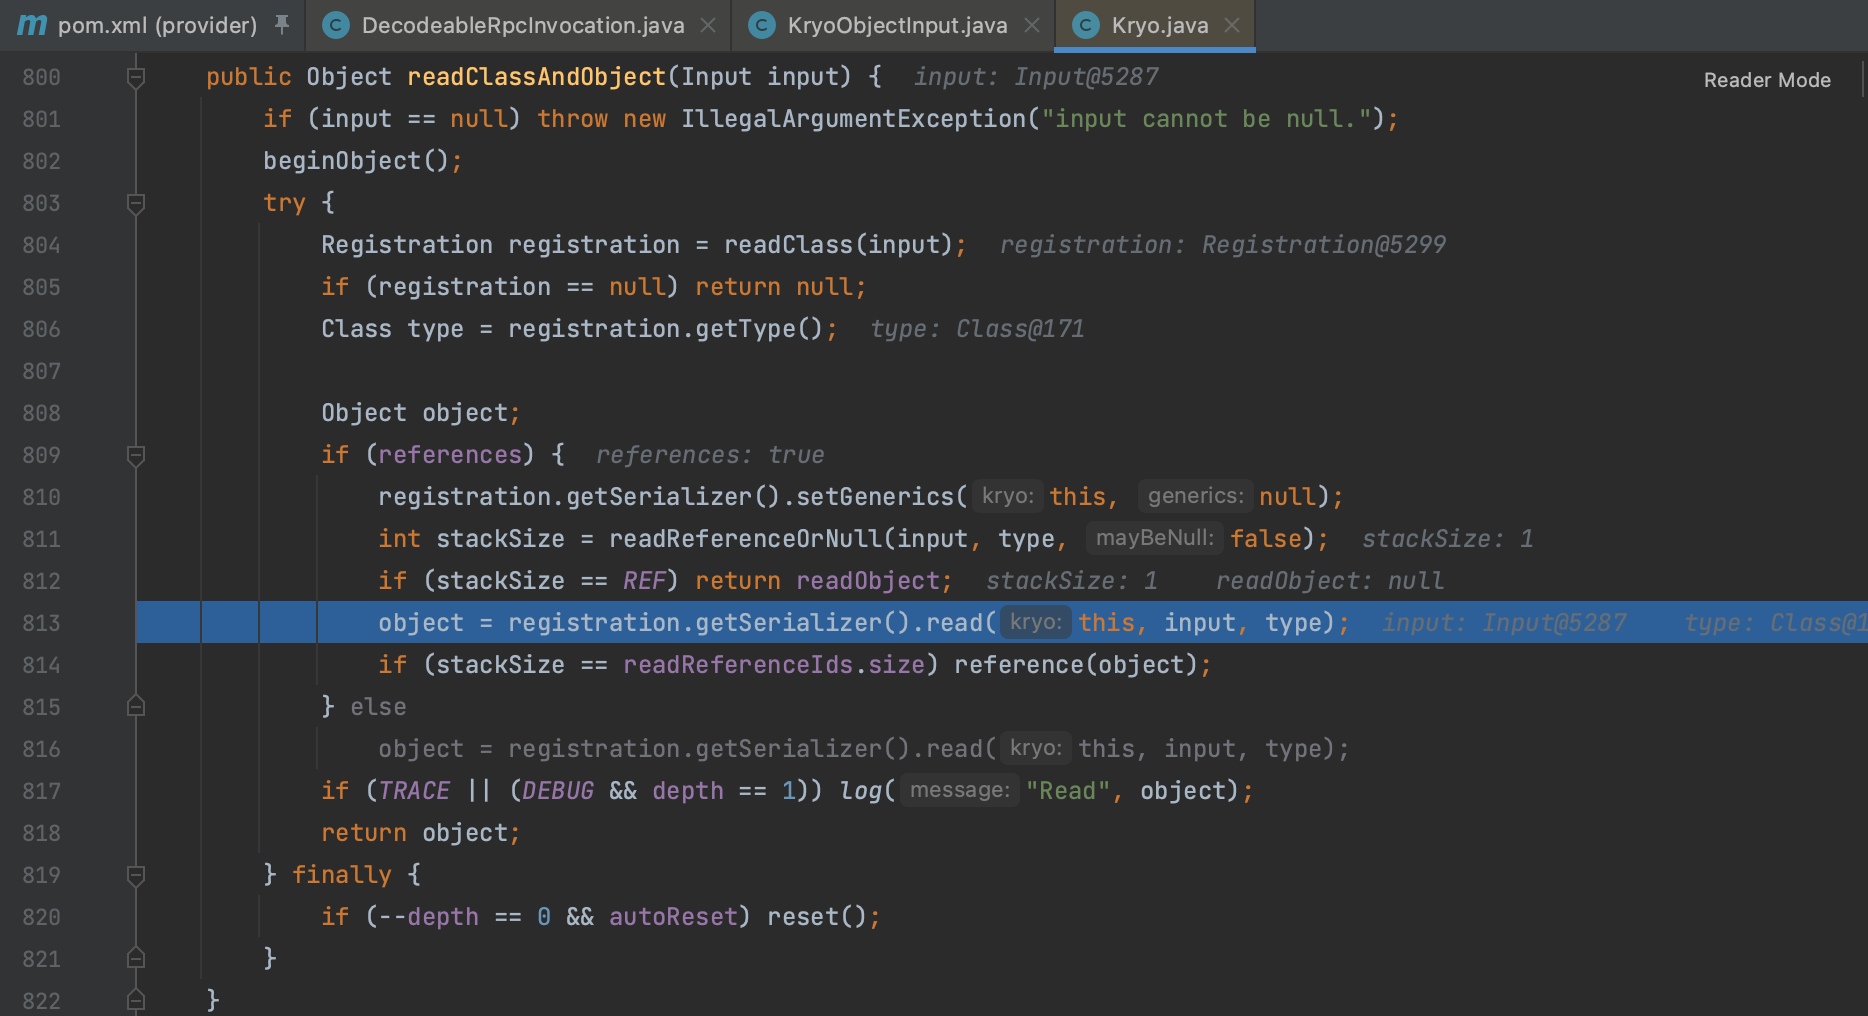 m pom.xml (provider) C DecodeableRpcInvocation.java C KryoObjectInput.java C Kryo.java
Reader Mode
800 public Object readClassAndObject(Input input) { input: Input@5287
801 if (input == null) throw new IllegalArgumentException("input cannot be null.");
802 beginObject();
803 try {
804 Registration registration = readClass(input); registration: Registration@5299
805 if (registration == null) return null;
806 Class type = registration.getType(); type: Class@171
807
808 Object object;
809 if (references) { references: true
810 registration.getSerializer().setGenerics( kryo: this, generics: null);
811 int stackSize = readReferenceOrNull(input, type, mayBeNull: false); stackSize: 1
812 if (stackSize == REF) return readObject; stackSize: 1 readObject: null
813 object = registration.getSerializer().read( kryo: this, input, type); input: Input@5287 type: Class@1
814 if (stackSize == readReferenceIds.size) reference(object);
815 } else
816 object = registration.getSerializer().read( kryo: this, input, type);
817 if (TRACE || (DEBUG && depth == 1)) log( message: "Read", object);
818 return object;
819 } finally {
820 if (--depth == 0 && autoReset) reset();
821 }
822 }